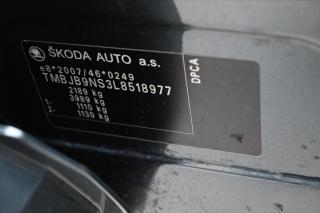 ŠKODA AUTO a.s.
e8*2007/46*0249
TMBJB9NS3L8518977
2189 kg
3989 kg
1- 1110 kg
2- 1130 kg
DPCA